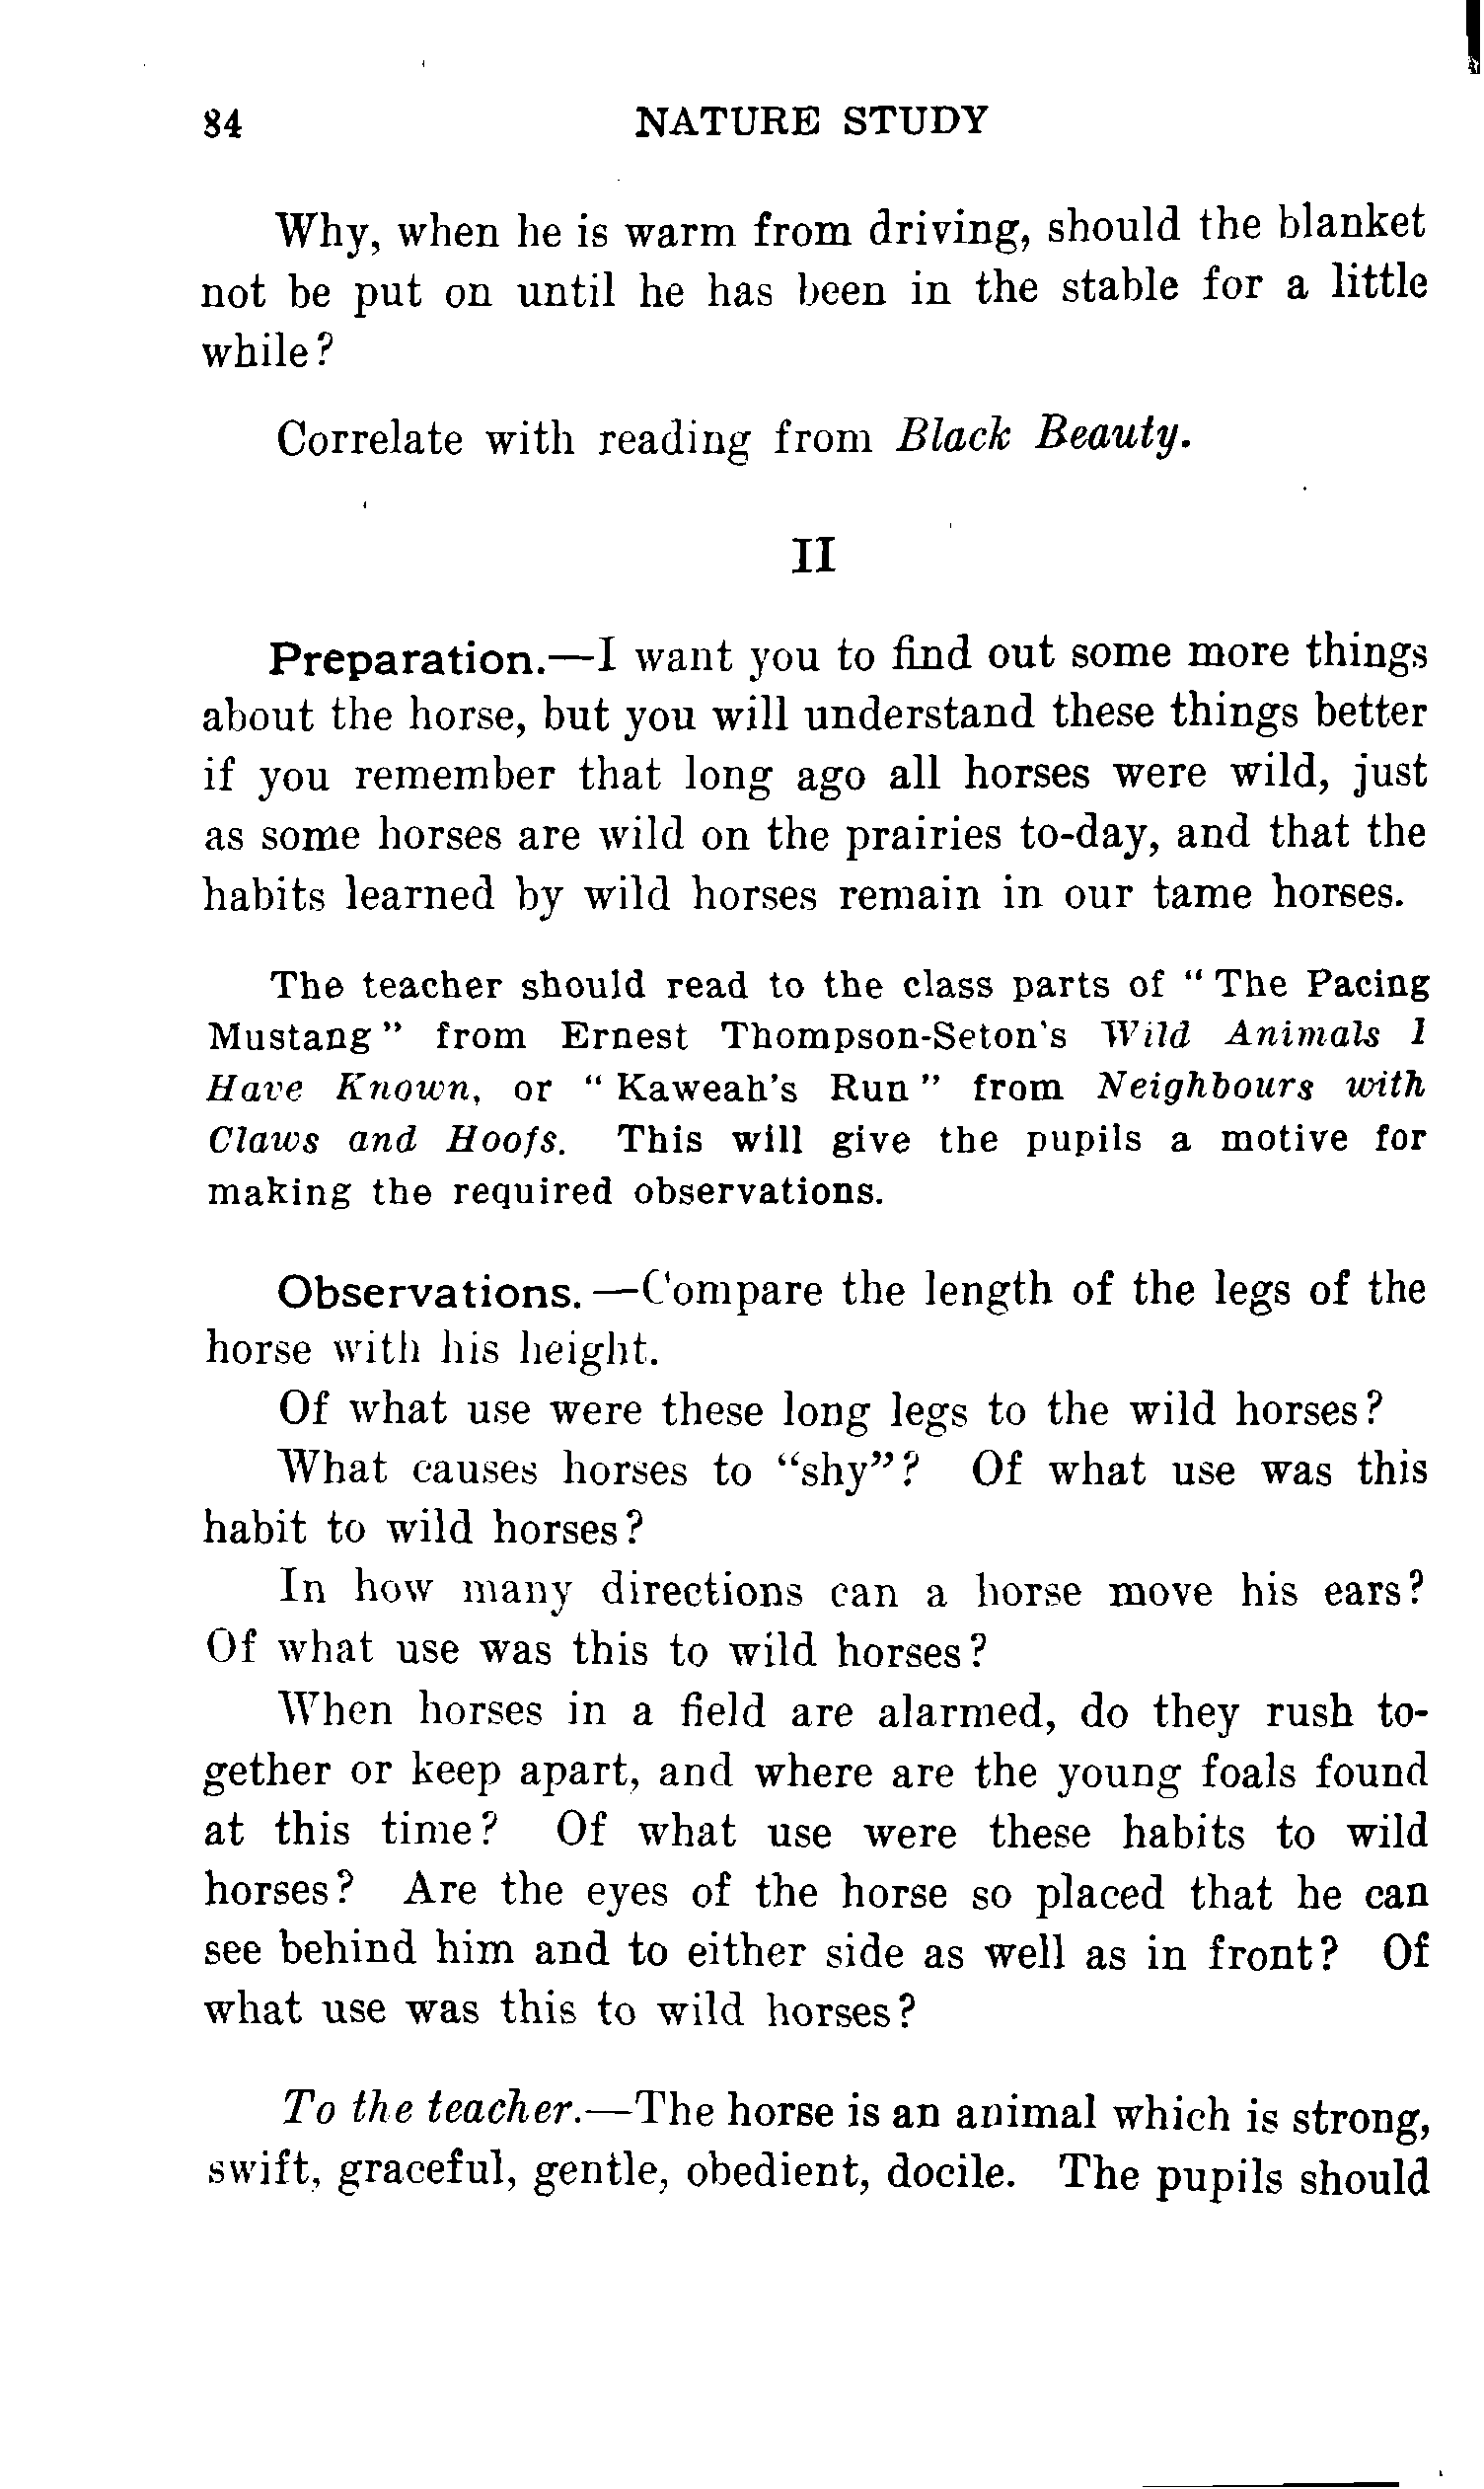 84 NATURE STUDY
Why, when he is warm from driving, should the blanket
not be put on until he has been in the stable for a little
while?
Correlate with reading from Black Beauty.
II
Preparation.—I want you to find out some more things
about the horse, but you will understand these things better
if you remember that long ago all horses were wild, just
as some horses are wild on the prairies to-day, and that the
habits learned by wild horses remain in our tame horses.
The teacher should read to the class parts of " The Pacing
Mustang " from Ernest Thompson-Seton's Wild Animals I
Have Known, or " Kaweah's Run " from Neighbours with
Claws and Hoofs. This will give the pupils a motive for
making the required observations.
Observations.—Compare the length of the legs of the
horse with his height.
Of what use were these long legs to the wild horses?
What causes horses to "shy"? Of what use was this
habit to wild horses?
In how many directions can a horse move his ears?
Of what use was this to wild horses?
When horses in a field are alarmed, do they rush to-
gether or keep apart, and where are the young foals found
at this time? Of what use were these habits to wild
horses? Are the eyes of the horse so placed that he can
see behind him and to either side as well as in front? Of
what use was this to wild horses?
To the teacher.—The horse is an animal which is strong,
swift, graceful, gentle, obedient, docile. The pupils should